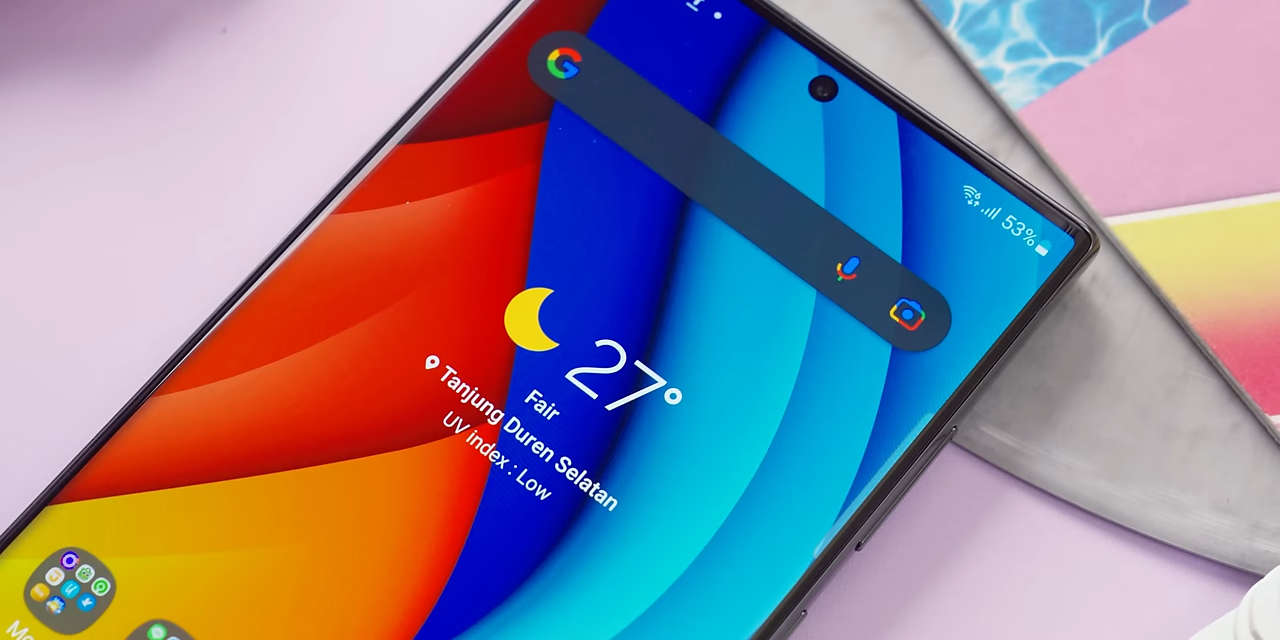 53%
27°
Fair
Tanjung Duren Selatan
UV index : Low